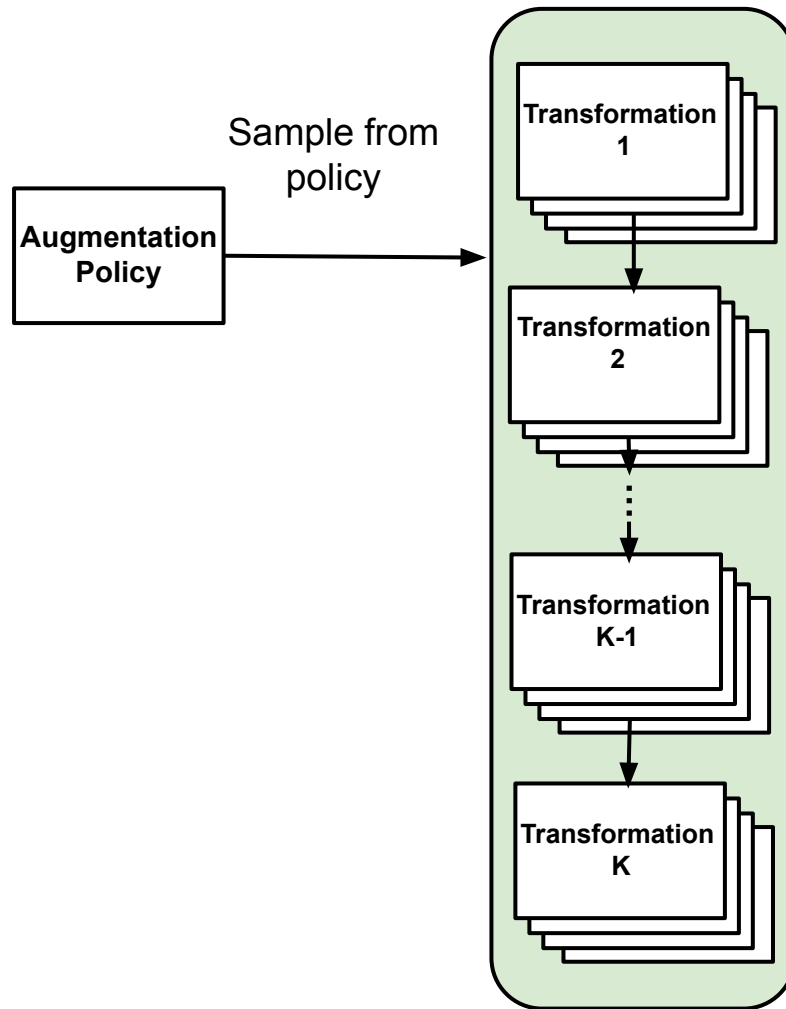 Sample from
policy
Augmentation
Policy
Transformation
1
Transformation
2
Transformation
K-1
Transformation
K